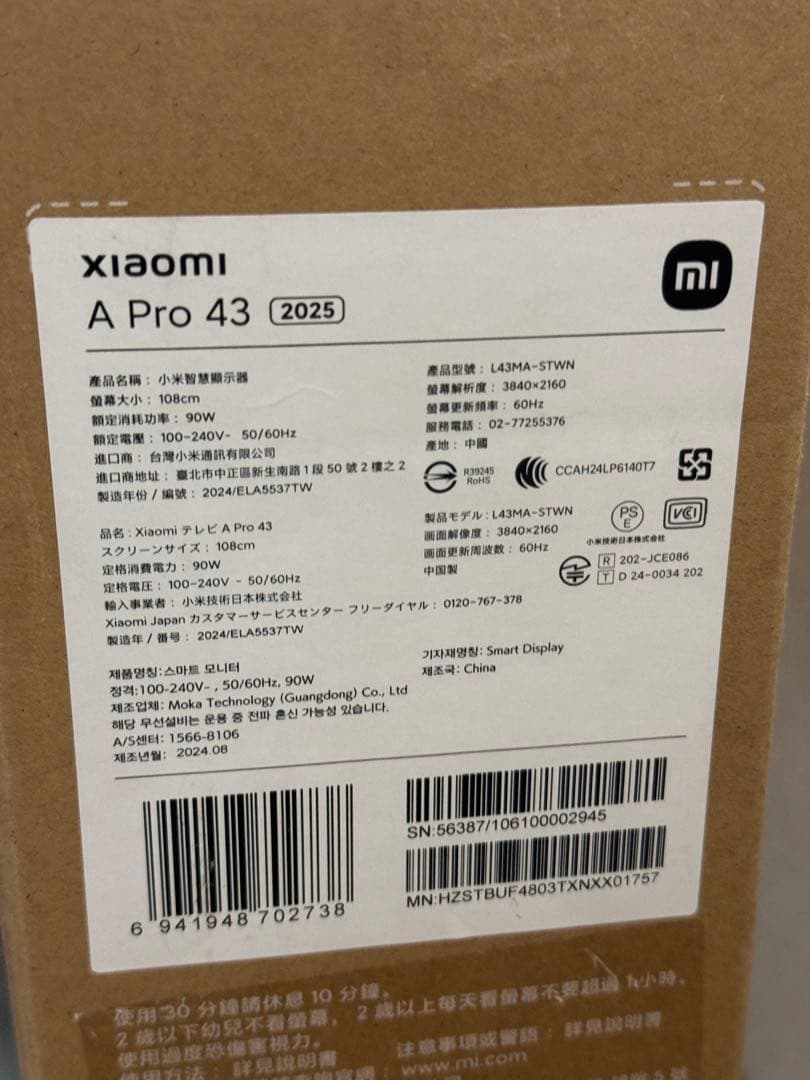 xiaomi
mi
A Pro 43 2025
產品名稱：小米智慧顯示器
螢幕大小：108cm
額定消耗功率：90W
額定電壓：100-240V~ 50/60Hz
進口商：台灣小米通訊有限公司
進口商地址：臺北市中正區新生南路1段50號2樓之2
製造年份 / 編號：2024/ELA5537TW
產品型號：L43MA-STWN
螢幕解析度：3840×2160
螢幕更新頻率：60Hz
服務電話：02-77255376
產地：中國
R39245
RoHS
CCAH24LP6140T7
品名：Xiaomi テレビ A Pro 43
スクリーンサイズ：108cm
定格消費電力：90W
定格電圧：100-240V ~ 50/60Hz
輸入事業者：小米技術日本株式会社
Xiaomi Japan カスタマーサービスセンター フリーダイヤル：0120-767-378
製造年 / 番号：2024/ELA5537TW
製品モデル：L43MA-STWN
画面解像度：3840×2160
画面更新周波数：60Hz
中国製
PS
E
VCI
小米技術日本株式会社
R 202-JCE086
T D 24-0034 202
제품명칭:스마트 모니터
정격:100-240V~, 50/60Hz, 90W
제조업체: Moka Technology (Guangdong) Co., Ltd
해당 무선설비는 운용 중 전파 혼신 가능성 있습니다.
A/S센터: 1566-8106
제조년월: 2024.08
기자재명칭: Smart Display
제조국: China
6 941948 702738
SN:56387/106100002945
MN:HZSTBUF4803TXNXX01757
使用30分鐘請休息10分鐘。
2歲以下幼兒不看螢幕，2歲以上每天看螢幕不要超過1小時。
使用過度恐傷害視力。
使用方法：詳見說明書
注意事項或警語：詳見說明書
www.mi.com